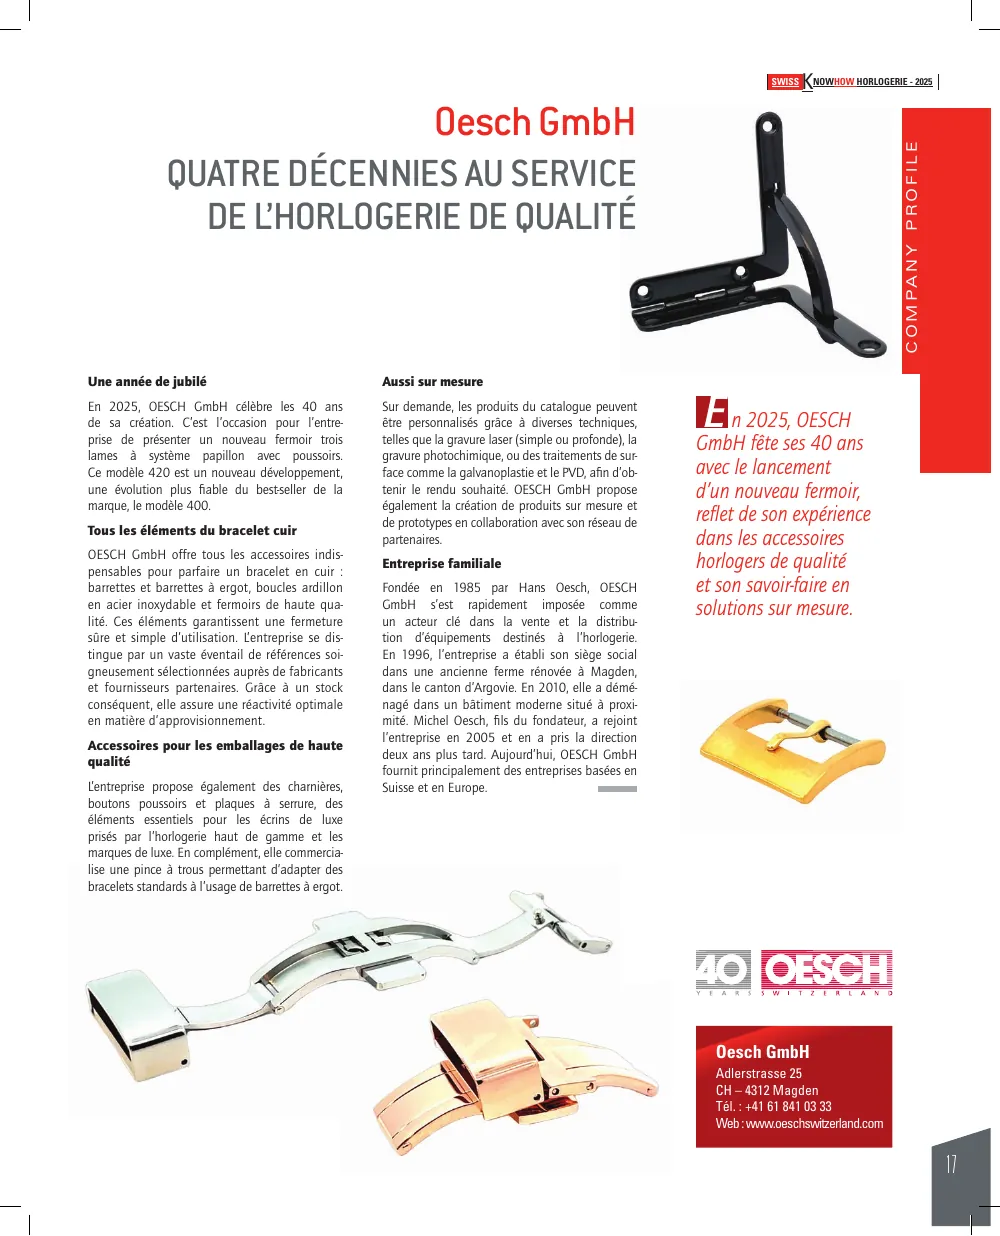 SWISS KNOWHOW HORLOGERIE - 2025
Oesch GmbH
QUATRE DÉCENNIES AU SERVICE
DE L'HORLOGERIE DE QUALITÉ
COMPANY PROFILE
Une année de jubilé
En 2025, OESCH GmbH célèbre les 40 ans
de sa création. C'est l'occasion pour l'entre-
prise de présenter un nouveau fermoir trois
lames à système papillon avec poussoirs.
Ce modèle 420 est un nouveau développement,
une évolution plus fiable du best-seller de la
marque, le modèle 400.
Tous les éléments du bracelet cuir
OESCH GmbH offre tous les accessoires indis-
pensables pour parfaire un bracelet en cuir :
barrettes et barrettes à ergot, boucles ardillon
en acier inoxydable et fermoirs de haute qua-
lité. Ces éléments garantissent une fermeture
sûre et simple d'utilisation. L'entreprise se dis-
tingue par un vaste éventail de références soi-
gneusement sélectionnées auprès de fabricants
et fournisseurs partenaires. Grâce à un stock
conséquent, elle assure une réactivité optimale
en matière d'approvisionnement.
Accessoires pour les emballages de haute
qualité
L'entreprise propose également des charnières,
boutons poussoirs et plaques à serrure, des
éléments essentiels pour les écrins de luxe
prisés par l'horlogerie haut de gamme et les
marques de luxe. En complément, elle commercia-
lise une pince à trous permettant d'adapter des
bracelets standards à l'usage de barrettes à ergot.
Aussi sur mesure
Sur demande, les produits du catalogue peuvent
être personnalisés grâce à diverses techniques,
telles que la gravure laser (simple ou profonde), la
gravure photochimique, ou des traitements de sur-
face comme la galvanoplastie et le PVD, afin d'ob-
tenir le rendu souhaité. OESCH GmbH propose
également la création de produits sur mesure et
de prototypes en collaboration avec son réseau de
partenaires.
Entreprise familiale
Fondée en 1985 par Hans Oesch, OESCH
GmbH s'est rapidement imposée comme
un acteur clé dans la vente et la distribu-
tion d'équipements destinés à l'horlogerie.
En 1996, l'entreprise a établi son siège social
dans une ancienne ferme rénovée à Magden,
dans le canton d'Argovie. En 2010, elle a démé-
nagé dans un bâtiment moderne situé à proxi-
mité. Michel Oesch, fils du fondateur, a rejoint
l'entreprise en 2005 et en a pris la direction
deux ans plus tard. Aujourd'hui, OESCH GmbH
fournit principalement des entreprises basées en
Suisse et en Europe.
En 2025, OESCH
GmbH fête ses 40 ans
avec le lancement
d'un nouveau fermoir,
reflet de son expérience
dans les accessoires
horlogers de qualité
et son savoir-faire en
solutions sur mesure.
40 OESCH
YEARS SWITZERLAND
Oesch GmbH
Adlerstrasse 25
CH – 4312 Magden
Tél. : +41 61 841 03 33
Web : www.oeschswitzerland.com
17